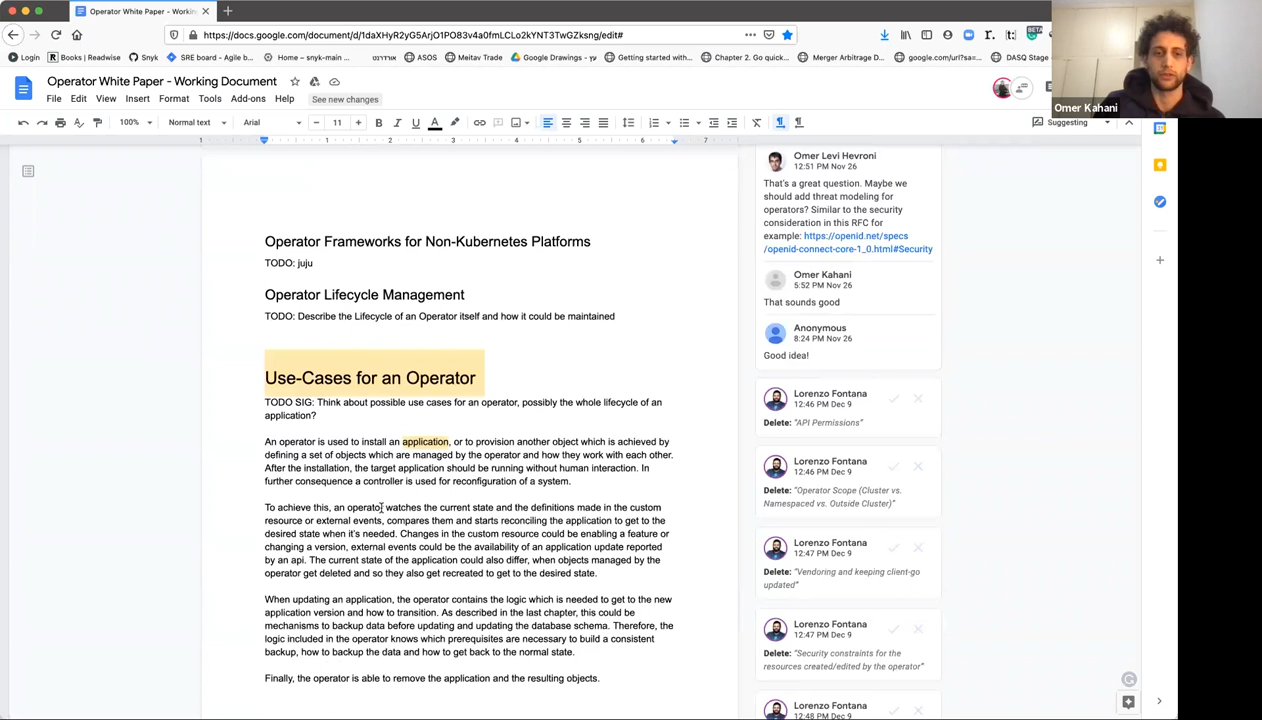 Operator White Paper - Workin
https://docs.google.com/document/d/1daXHyR2yG5ArjO1PO83v4a0fmLCLo2kYNT3TwGZksng/edit#
BETA
Login
Books | Readwise
Snyk
SRE board - Agile b...
Snyk – snyk-main ...
אורדרנט
ASOS
Meitav Trade
Google Drawings – עץ
Getting started with...
Chapter 2. Go quick...
Merger Arbitrage D...
google.com/url?sa=...
DASQ Stage
Operator White Paper - Working Document
File Edit View Insert Format Tools Add-ons Help See new changes
100% Normal text Arial 11 Suggesting
Omer Kahani
1 1 2 3 4 5 6 7
Operator Frameworks for Non-Kubernetes Platforms
TODO: juju
Operator Lifecycle Management
TODO: Describe the Lifecycle of an Operator itself and how it could be maintained
Use-Cases for an Operator
TODO SIG: Think about possible use cases for an operator, possibly the whole lifecycle of an
application?
An operator is used to install an application, or to provision another object which is achieved by
defining a set of objects which are managed by the operator and how they work with each other.
After the installation, the target application should be running without human interaction. In
further consequence a controller is used for reconfiguration of a system.
To achieve this, an operator watches the current state and the definitions made in the custom
resource or external events, compares them and starts reconciling the application to get to the
desired state when it's needed. Changes in the custom resource could be enabling a feature or
changing a version, external events could be the availability of an application update reported
by an api. The current state of the application could also differ, when objects managed by the
operator get deleted and so they also get recreated to get to the desired state.
When updating an application, the operator contains the logic which is needed to get to the new
application version and how to transition. As described in the last chapter, this could be
mechanisms to backup data before updating and updating the database schema. Therefore, the
logic included in the operator knows which prerequisites are necessary to build a consistent
backup, how to backup the data and how to get back to the normal state.
Finally, the operator is able to remove the application and the resulting objects.
Omer Levi Hevroni
12:51 PM Nov 26
That's a great question. Maybe we
should add threat modeling for
operators? Similar to the security
consideration in this RFC for
example: https://openid.net/specs
/openid-connect-core-1_0.html#Security
Omer Kahani
5:52 PM Nov 26
That sounds good
Anonymous
8:24 PM Nov 26
Good idea!
Lorenzo Fontana
12:46 PM Dec 9
Delete: “API Permissions”
Lorenzo Fontana
12:46 PM Dec 9
Delete: “Operator Scope (Cluster vs.
Namespaced vs. Outside Cluster)”
Lorenzo Fontana
12:47 PM Dec 9
Delete: “Vendoring and keeping client-go
updated”
Lorenzo Fontana
12:47 PM Dec 9
Delete: “Security constraints for the
resources created/edited by the operator”
Lorenzo Fontana
12:48 PM Dec 9